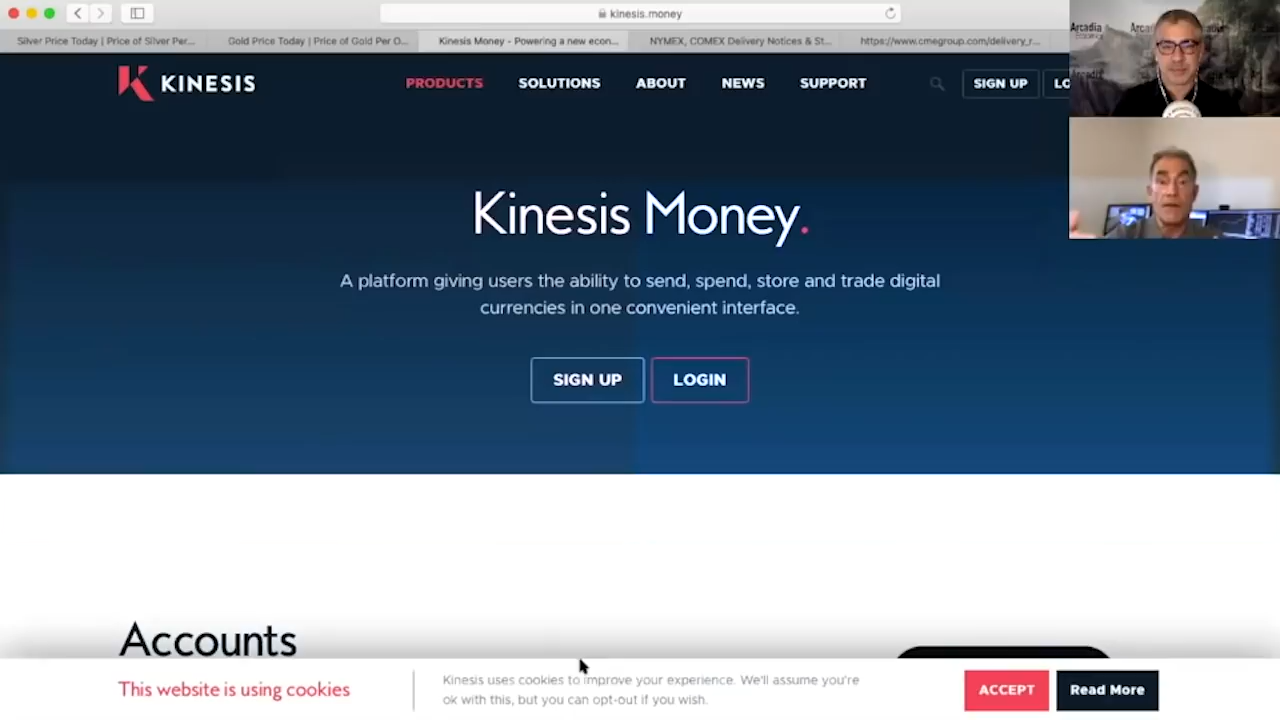 kinesis.money
Silver Price Today | Price of Silver Per...
Gold Price Today | Price of Gold Per O...
Kinesis Money - Powering a new econ...
NYMEX, COMEX Delivery Notices & St...
https://www.cmegroup.com/delivery_r...
Arcadia
KINESIS
PRODUCTS
SOLUTIONS
ABOUT
NEWS
SUPPORT
SIGN UP
LO
Kinesis Money.
A platform giving users the ability to send, spend, store and trade digital
currencies in one convenient interface.
SIGN UP
LOGIN
Accounts
This website is using cookies
Kinesis uses cookies to improve your experience. We'll assume you're
ok with this, but you can opt-out if you wish.
ACCEPT
Read More